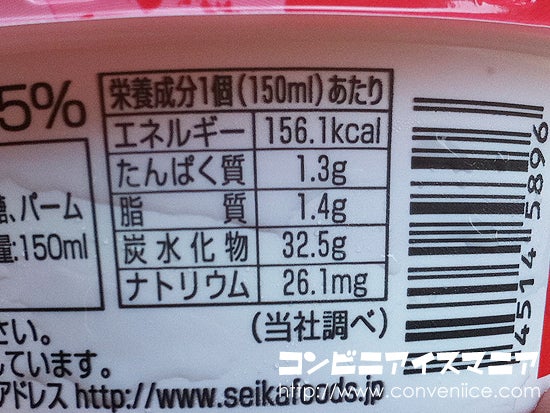 5%
栄養成分1個(150ml)あたり
エネルギー 156.1kcal
たんぱく質 1.3g
脂質 1.4g
炭水化物 32.5g
ナトリウム 26.1mg
(当社調べ)
糖、パーム
量:150ml
さい。
しています。
アドレス http://www.seikafoods.jp
4514 5896
コンビニアイスマニア
http://www.conveniice.com